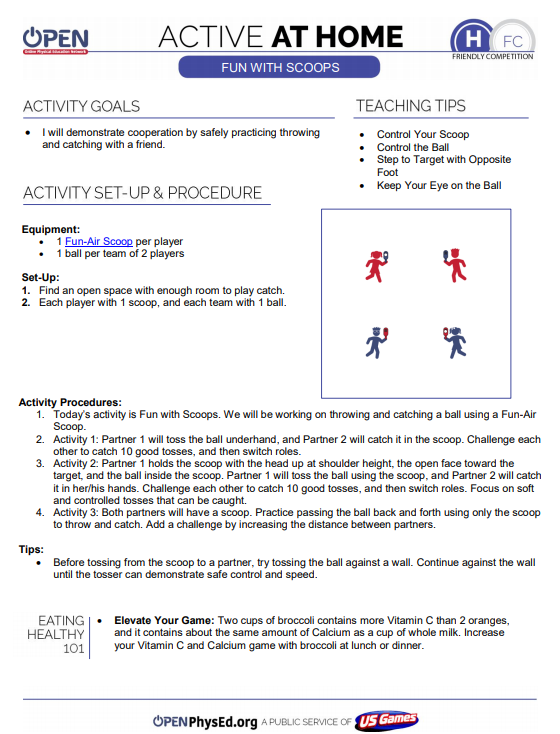 OPEN
Online Physical Education Network
ACTIVE AT HOME
FUN WITH SCOOPS
H FC
FRIENDLY COMPETITION
ACTIVITY GOALS
• I will demonstrate cooperation by safely practicing throwing
and catching with a friend.
TEACHING TIPS
• Control Your Scoop
• Control the Ball
• Step to Target with Opposite
Foot
• Keep Your Eye on the Ball
ACTIVITY SET-UP & PROCEDURE
Equipment:
• 1 Fun-Air Scoop per player
• 1 ball per team of 2 players
Set-Up:
1. Find an open space with enough room to play catch.
2. Each player with 1 scoop, and each team with 1 ball.
Activity Procedures:
1. Today's activity is Fun with Scoops. We will be working on throwing and catching a ball using a Fun-Air
Scoop.
2. Activity 1: Partner 1 will toss the ball underhand, and Partner 2 will catch it in the scoop. Challenge each
other to catch 10 good tosses, and then switch roles.
3. Activity 2: Partner 1 holds the scoop with the head up at shoulder height, the open face toward the
target, and the ball inside the scoop. Partner 1 will toss the ball using the scoop, and Partner 2 will catch
it in her/his hands. Challenge each other to catch 10 good tosses, and then switch roles. Focus on soft
and controlled tosses that can be caught.
4. Activity 3: Both partners will have a scoop. Practice passing the ball back and forth using only the scoop
to throw and catch. Add a challenge by increasing the distance between partners.
Tips:
• Before tossing from the scoop to a partner, try tossing the ball against a wall. Continue against the wall
until the tosser can demonstrate safe control and speed.
EATING
HEALTHY
101
• Elevate Your Game: Two cups of broccoli contains more Vitamin C than 2 oranges,
and it contains about the same amount of Calcium as a cup of whole milk. Increase
your Vitamin C and Calcium game with broccoli at lunch or dinner.
OPENPhysEd.org A PUBLIC SERVICE OF US Games